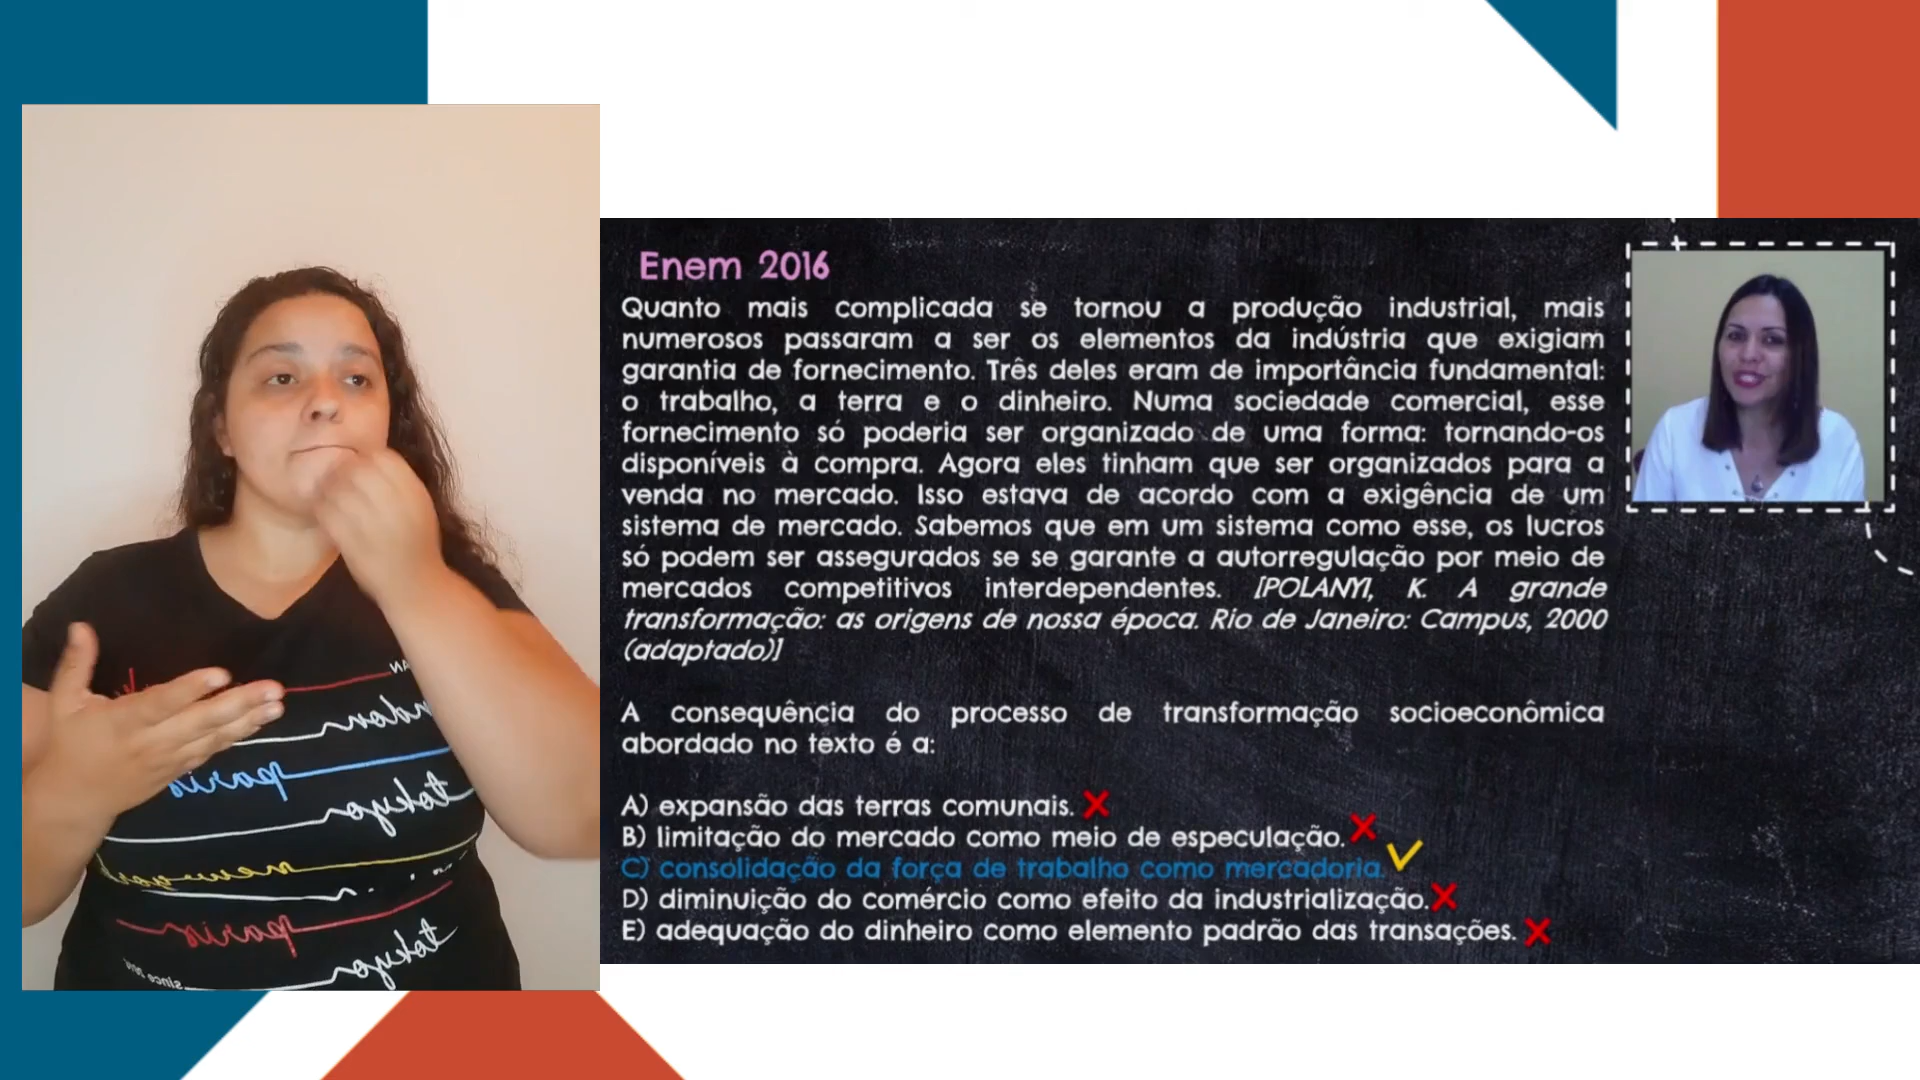 Enem 2016
Quanto mais complicada se tornou a produção industrial, mais
numerosos passaram a ser os elementos da indústria que exigiam
garantia de fornecimento. Três deles eram de importância fundamental:
o trabalho, a terra e o dinheiro. Numa sociedade comercial, esse
fornecimento só poderia ser organizado de uma forma: tornando-os
disponíveis à compra. Agora eles tinham que ser organizados para a
venda no mercado. Isso estava de acordo com a exigência de um
sistema de mercado. Sabemos que em um sistema como esse, os lucros
só podem ser assegurados se se garante a autorregulação por meio de
mercados competitivos interdependentes. [POLANYI, K. A grande
transformação: as origens de nossa época. Rio de Janeiro: Campus, 2000
(adaptado)]
A consequência do processo de transformação socioeconômica
abordado no texto é a:
A) expansão das terras comunais.
B) limitação do mercado como meio de especulação.
C) consolidação da força de trabalho como mercadoria.
D) diminuição do comércio como efeito da industrialização.
E) adequação do dinheiro como elemento padrão das transações.
paris
tokyo
paris
tokyo
since